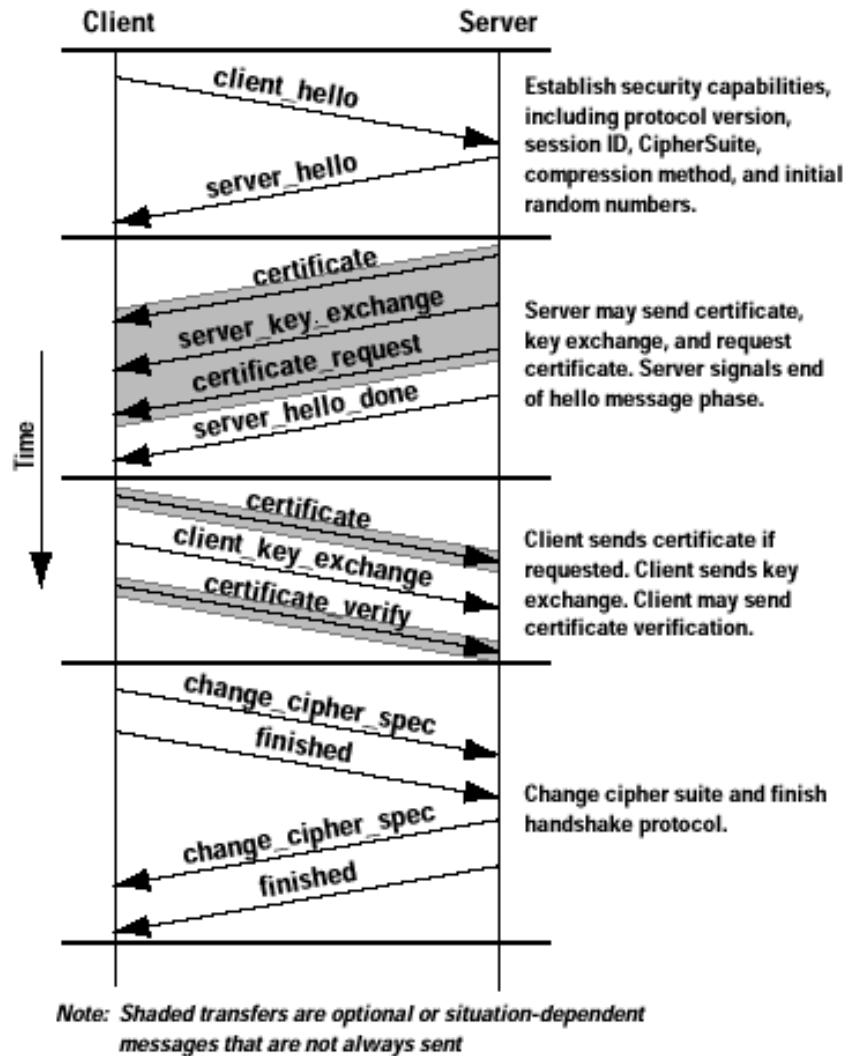 Client
Server
client_hello
server_hello
Establish security capabilities,
including protocol version,
session ID, CipherSuite,
compression method, and initial
random numbers.
certificate
server_key_exchange
certificate_request
server_hello_done
Server may send certificate,
key exchange, and request
certificate. Server signals end
of hello message phase.
Time
certificate
client_key_exchange
certificate_verify
Client sends certificate if
requested. Client sends key
exchange. Client may send
certificate verification.
change_cipher_spec
finished
change_cipher_spec
finished
Change cipher suite and finish
handshake protocol.
Note: Shaded transfers are optional or situation-dependent
messages that are not always sent